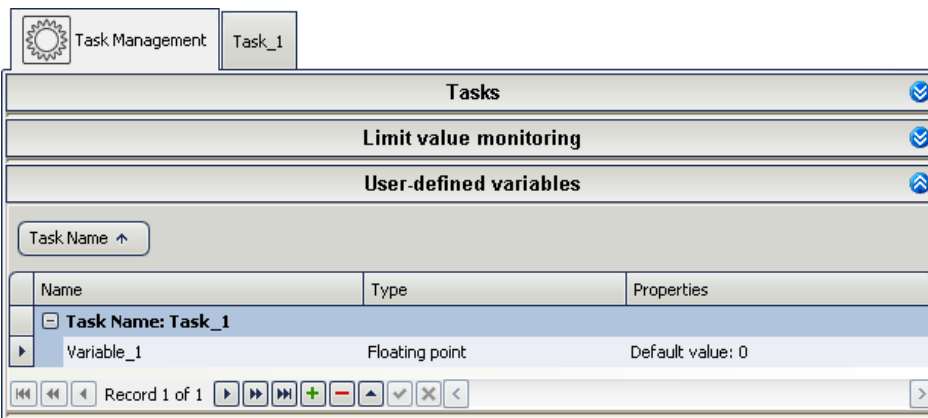 Task Management Task_1
Tasks
Limit value monitoring
User-defined variables
Task Name
Name Type Properties
Task Name: Task_1
Variable_1 Floating point Default value: 0
Record 1 of 1